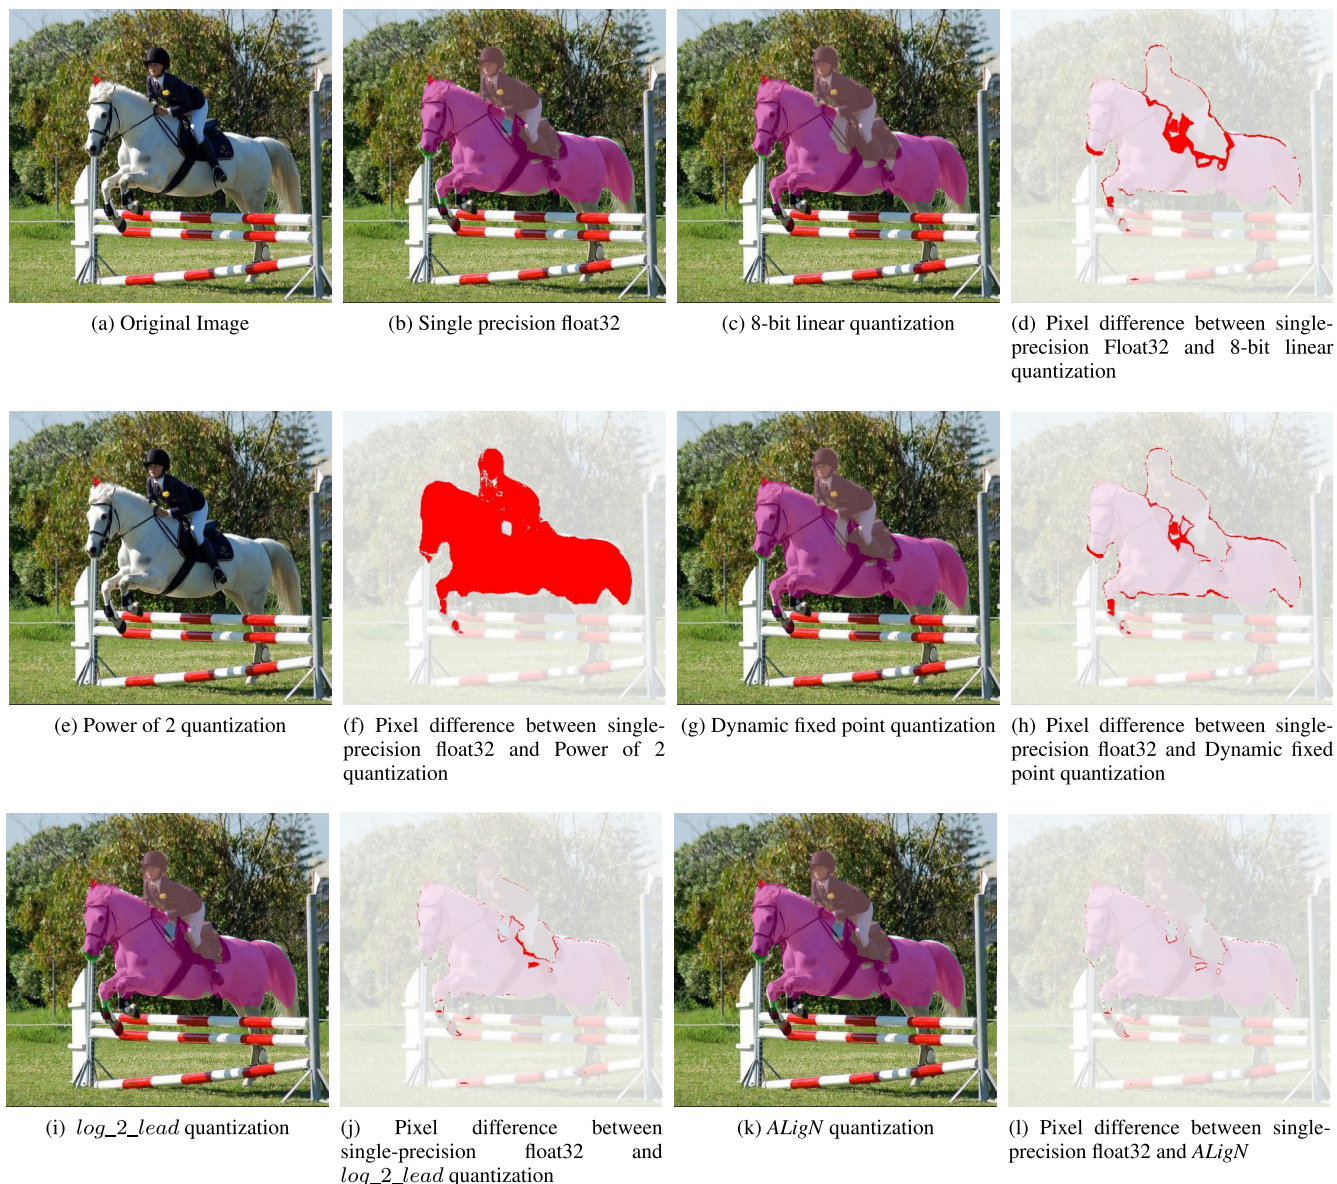 (a) Original Image
(b) Single precision float32
(c) 8-bit linear quantization
(d) Pixel difference between single-
precision Float32 and 8-bit linear
quantization
(e) Power of 2 quantization
(f) Pixel difference between single-
precision float32 and Power of 2
quantization
(g) Dynamic fixed point quantization
(h) Pixel difference between single-
precision float32 and Dynamic fixed
point quantization
(i) log_2_lead quantization
(j) Pixel difference between
single-precision float32 and
log_2_lead quantization
(k) ALigN quantization
(l) Pixel difference between single-
precision float32 and ALigN